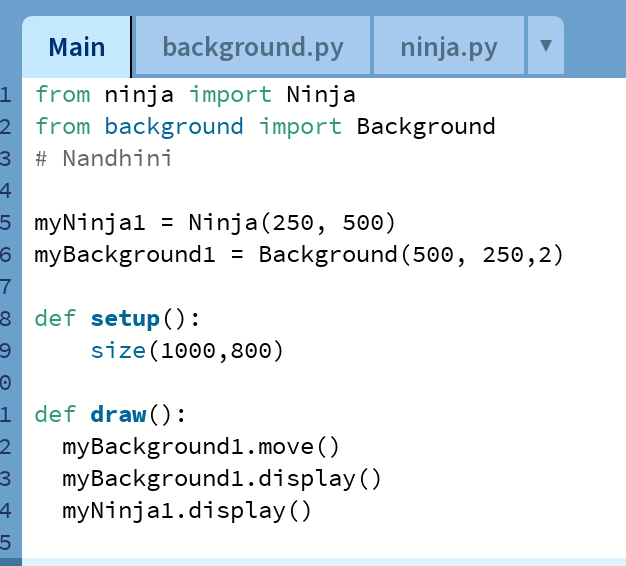 Main background.py ninja.py ▼
1 from ninja import Ninja
2 from background import Background
3 # Nandhini
4
5 myNinja1 = Ninja(250, 500)
6 myBackground1 = Background(500, 250,2)
7
8 def setup():
9     size(1000,800)
0
1 def draw():
2   myBackground1.move()
3   myBackground1.display()
4   myNinja1.display()
5